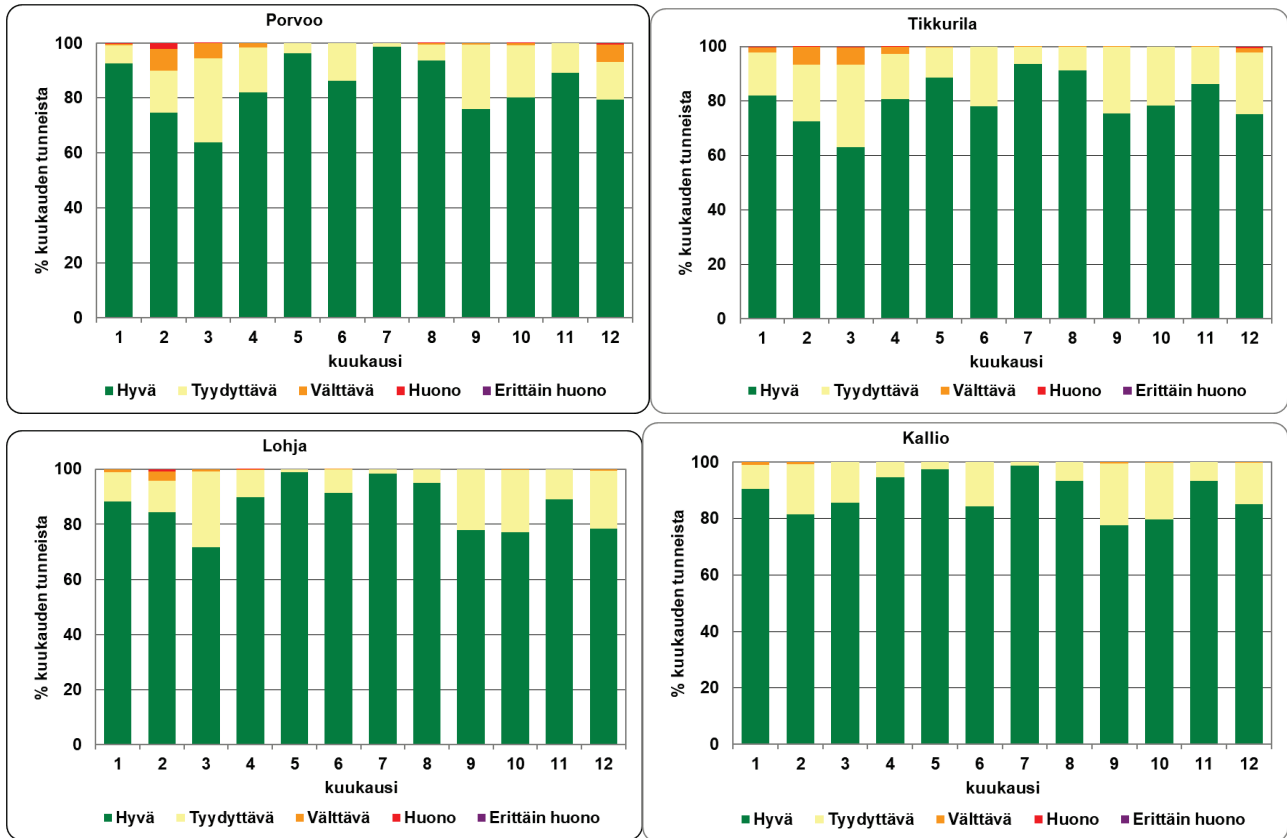 Porvoo
% kuukauden tunneista
100
80
60
40
20
0
1 2 3 4 5 6 7 8 9 10 11 12
kuukausi
Hyvä Tyydyttävä Välttävä Huono Erittäin huono
Tikkurila
% kuukauden tunneista
100
80
60
40
20
0
1 2 3 4 5 6 7 8 9 10 11 12
kuukausi
Hyvä Tyydyttävä Välttävä Huono Erittäin huono
Lohja
% kuukauden tunneista
100
80
60
40
20
0
1 2 3 4 5 6 7 8 9 10 11 12
kuukausi
Hyvä Tyydyttävä Välttävä Huono Erittäin huono
Kallio
% kuukauden tunneista
100
80
60
40
20
0
1 2 3 4 5 6 7 8 9 10 11 12
kuukausi
Hyvä Tyydyttävä Välttävä Huono Erittäin huono